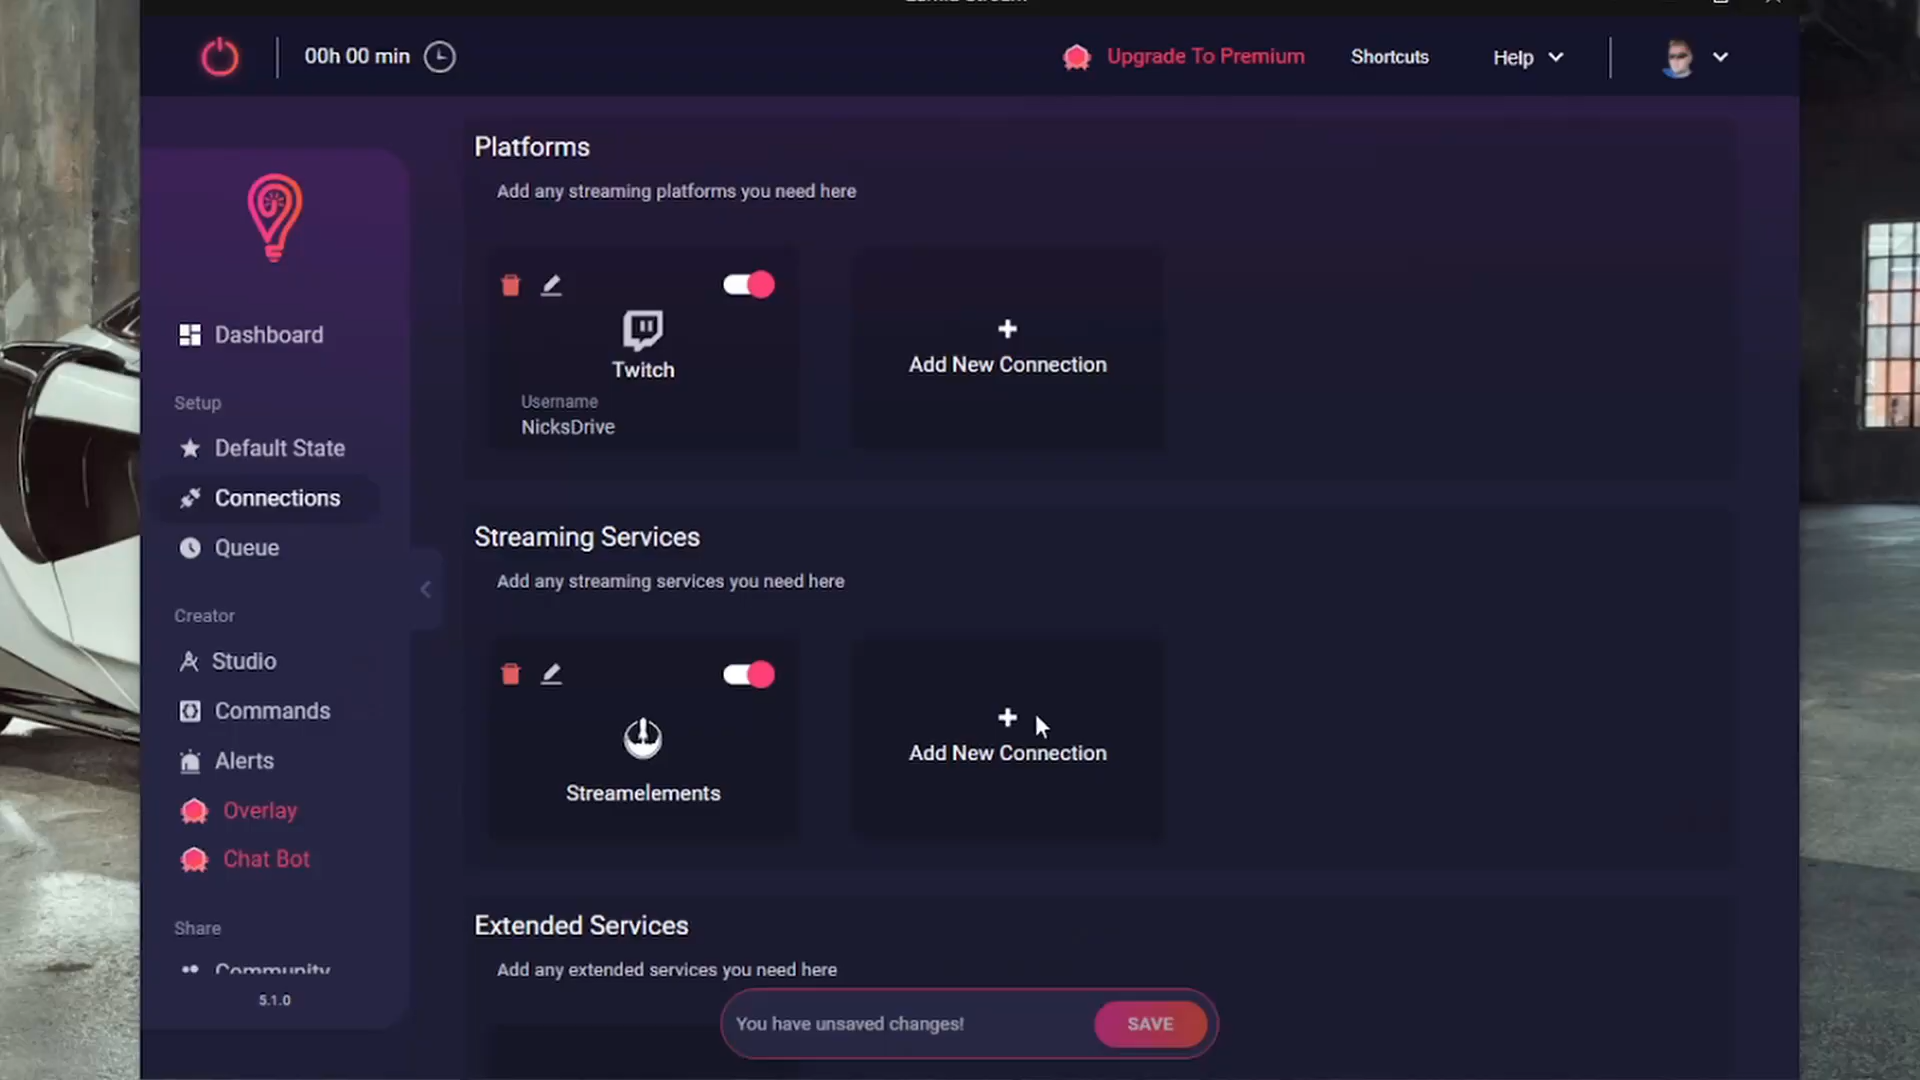 00h 00 min
Upgrade To Premium
Shortcuts
Help
Dashboard
Setup
Default State
Connections
Queue
Creator
Studio
Commands
Alerts
Overlay
Chat Bot
Share
Community
5.1.0
Platforms
Add any streaming platforms you need here
Twitch
Username
NicksDrive
Add New Connection
Streaming Services
Add any streaming services you need here
Streamelements
Add New Connection
Extended Services
Add any extended services you need here
You have unsaved changes!
SAVE